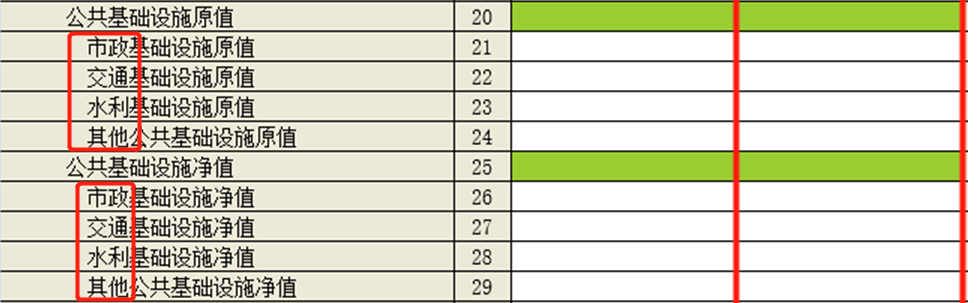 公共基础设施原值 20
市政基础设施原值 21
交通基础设施原值 22
水利基础设施原值 23
其他公共基础设施原值 24
公共基础设施净值 25
市政基础设施净值 26
交通基础设施净值 27
水利基础设施净值 28
其他公共基础设施净值 29